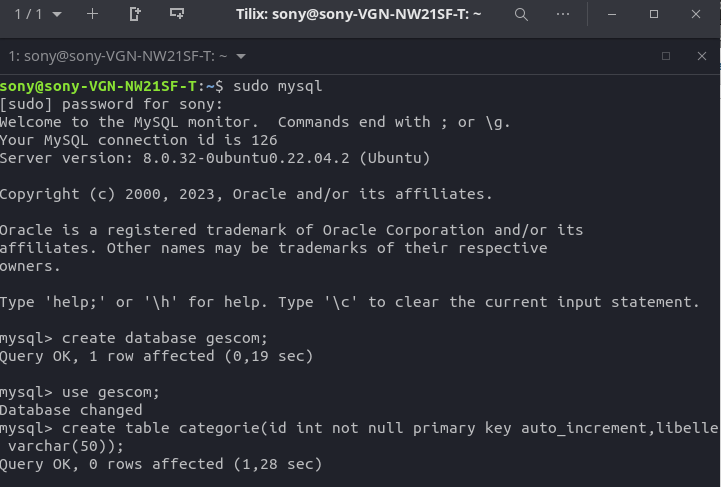 1 / 1
Tilix: sony@sony-VGN-NW21SF-T: ~
1: sony@sony-VGN-NW21SF-T: ~
sony@sony-VGN-NW21SF-T:~$ sudo mysql
[sudo] password for sony:
Welcome to the MySQL monitor.  Commands end with ; or \g.
Your MySQL connection id is 126
Server version: 8.0.32-0ubuntu0.22.04.2 (Ubuntu)
Copyright (c) 2000, 2023, Oracle and/or its affiliates.
Oracle is a registered trademark of Oracle Corporation and/or its
affiliates. Other names may be trademarks of their respective
owners.
Type 'help;' or '\h' for help. Type '\c' to clear the current input statement.
mysql> create database gescom;
Query OK, 1 row affected (0,19 sec)
mysql> use gescom;
Database changed
mysql> create table categorie(id int not null primary key auto_increment,libelle
 varchar(50));
Query OK, 0 rows affected (1,28 sec)